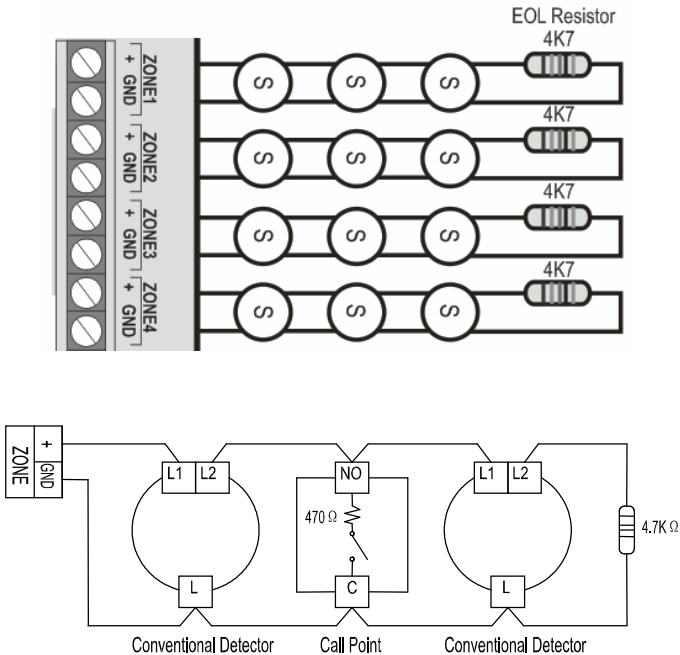 EOL Resistor
4K7
ZONE1
+ GND
S S S
4K7
ZONE2
+ GND
S S S
4K7
ZONE3
+ GND
S S S
4K7
ZONE4
+ GND
S S S
ZONE
+
GND
L1 L2
NO
L1 L2
470 Ω
4.7K Ω
L
C
L
Conventional Detector
Call Point
Conventional Detector